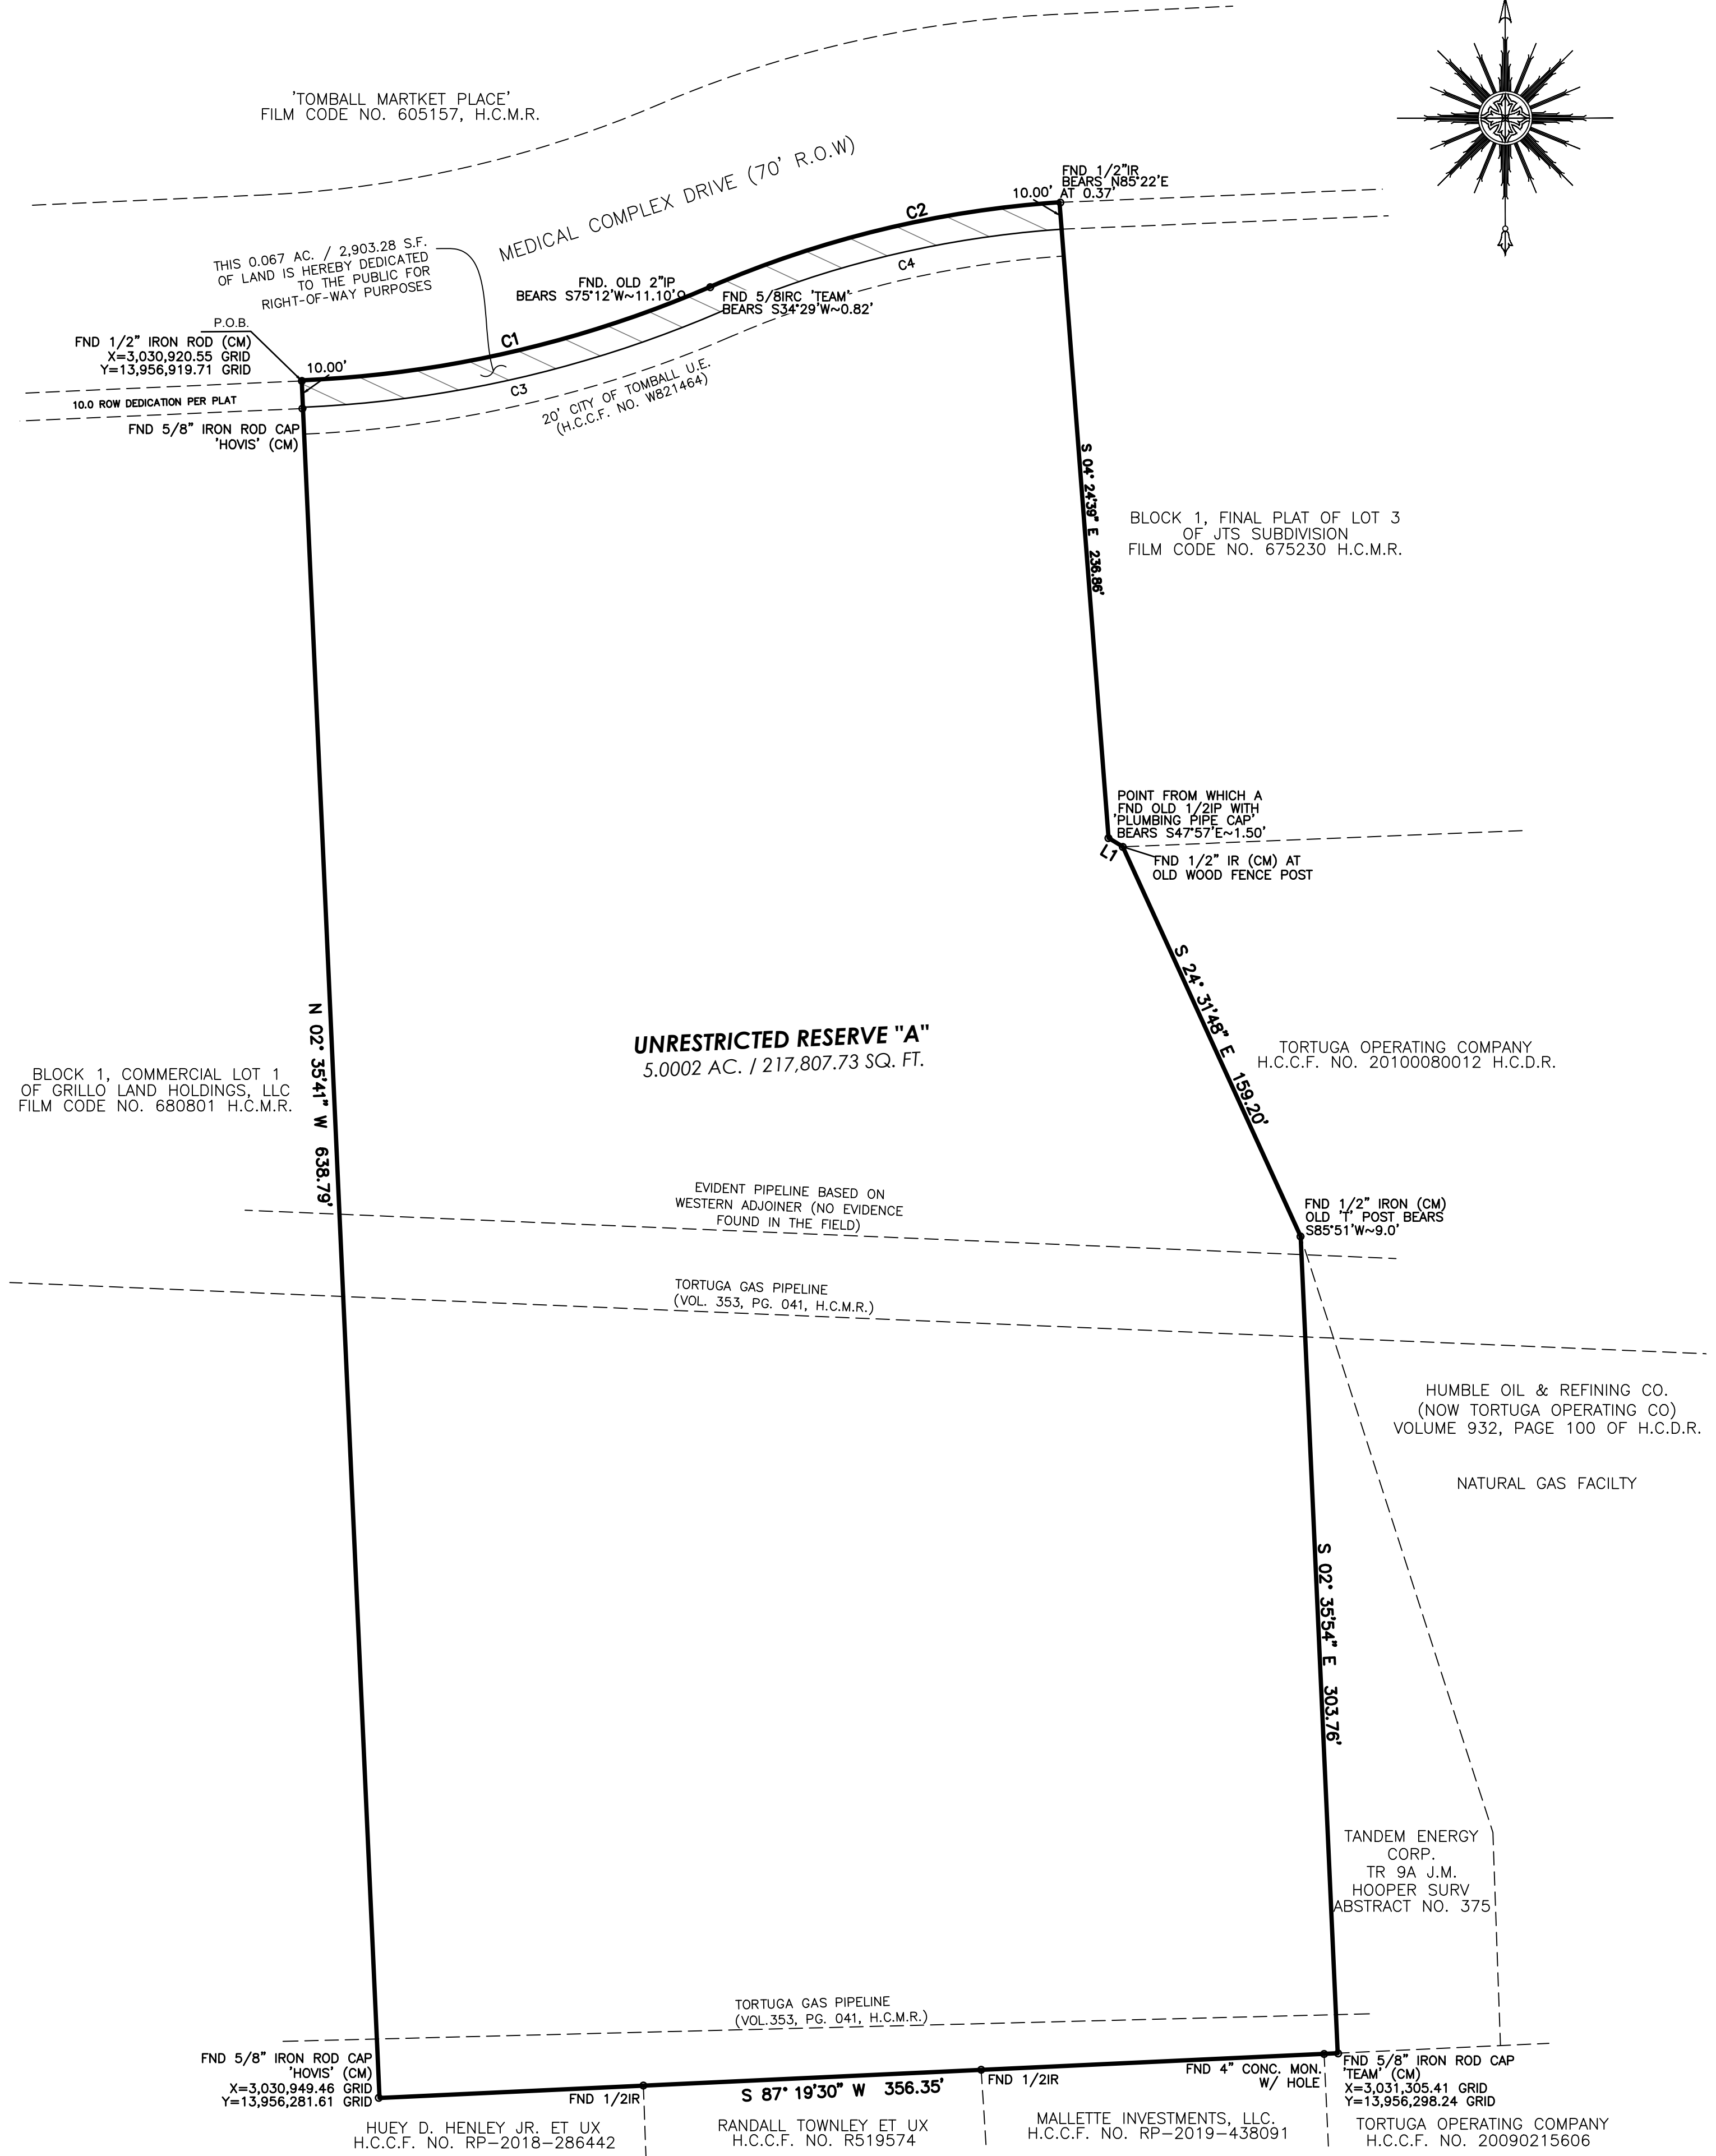 'TOMBALL MARTKET PLACE'
FILM CODE NO. 605157, H.C.M.R.
MEDICAL COMPLEX DRIVE (70' R.O.W)
FND 1/2"IR
BEARS N85°22'E
AT 0.37'
10.00'
C2
C4
THIS 0.067 AC. / 2,903.28 S.F.
OF LAND IS HEREBY DEDICATED
TO THE PUBLIC FOR
RIGHT-OF-WAY PURPOSES
FND. OLD 2"IP
BEARS S75°12'W~11.10'
FND 5/8IRC 'TEAM'
BEARS S34°29'W~0.82'
P.O.B.
FND 1/2" IRON ROD (CM)
X=3,030,920.55 GRID
Y=13,956,919.71 GRID
10.00'
C1
C3
20' CITY OF TOMBALL U.E.
(H.C.C.F. NO. W821464)
10.0 ROW DEDICATION PER PLAT
FND 5/8" IRON ROD CAP
'HOVIS' (CM)
S 04° 24'39" E 236.86'
BLOCK 1, FINAL PLAT OF LOT 3
OF JTS SUBDIVISION
FILM CODE NO. 675230 H.C.M.R.
POINT FROM WHICH A
FND OLD 1/2IP WITH
'PLUMBING PIPE CAP'
BEARS S47°57'E~1.50'
L1
FND 1/2" IR (CM) AT
OLD WOOD FENCE POST
S 24° 31'48" E 159.20'
N 02° 35'41" W 638.79'
UNRESTRICTED RESERVE "A"
5.0002 AC. / 217,807.73 SQ. FT.
TORTUGA OPERATING COMPANY
H.C.C.F. NO. 20100080012 H.C.D.R.
BLOCK 1, COMMERCIAL LOT 1
OF GRILLO LAND HOLDINGS, LLC
FILM CODE NO. 680801 H.C.M.R.
EVIDENT PIPELINE BASED ON
WESTERN ADJOINER (NO EVIDENCE
FOUND IN THE FIELD)
FND 1/2" IRON (CM)
OLD 'T' POST BEARS
S85°51'W~9.0'
TORTUGA GAS PIPELINE
(VOL. 353, PG. 041, H.C.M.R.)
HUMBLE OIL & REFINING CO.
(NOW TORTUGA OPERATING CO)
VOLUME 932, PAGE 100 OF H.C.D.R.
NATURAL GAS FACILTY
S 02° 35'54" E 303.76'
TANDEM ENERGY
CORP.
TR 9A J.M.
HOOPER SURV
ABSTRACT NO. 375
TORTUGA GAS PIPELINE
(VOL.353, PG. 041, H.C.M.R.)
FND 5/8" IRON ROD CAP
'HOVIS' (CM)
X=3,030,949.46 GRID
Y=13,956,281.61 GRID
FND 1/2IR
S 87° 19'30" W 356.35'
FND 1/2IR
FND 4" CONC. MON.
W/ HOLE
FND 5/8" IRON ROD CAP
'TEAM' (CM)
X=3,031,305.41 GRID
Y=13,956,298.24 GRID
HUEY D. HENLEY JR. ET UX
H.C.C.F. NO. RP-2018-286442
RANDALL TOWNLEY ET UX
H.C.C.F. NO. R519574
MALLETTE INVESTMENTS, LLC.
H.C.C.F. NO. RP-2019-438091
TORTUGA OPERATING COMPANY
H.C.C.F. NO. 20090215606